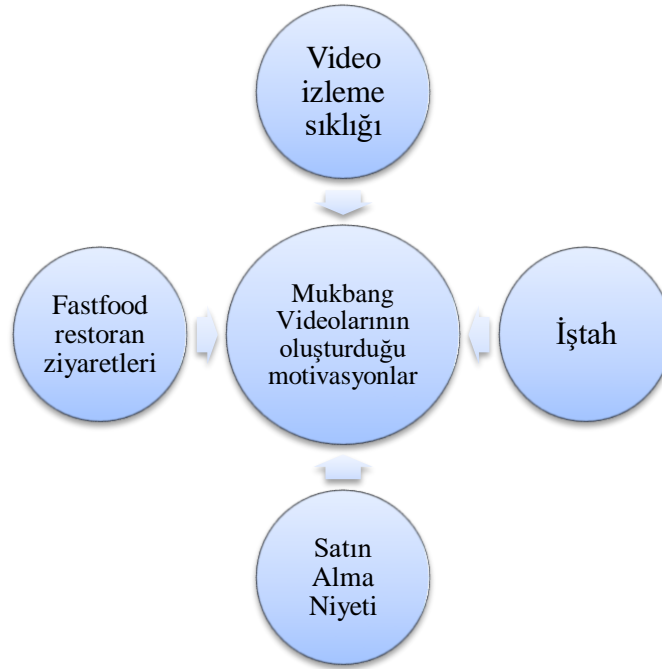 Video
izleme
sıklığı
Fastfood
restoran
ziyaretleri
Mukbang
Videolarının
oluşturduğu
motivasyonlar
İştah
Satın
Alma
Niyeti